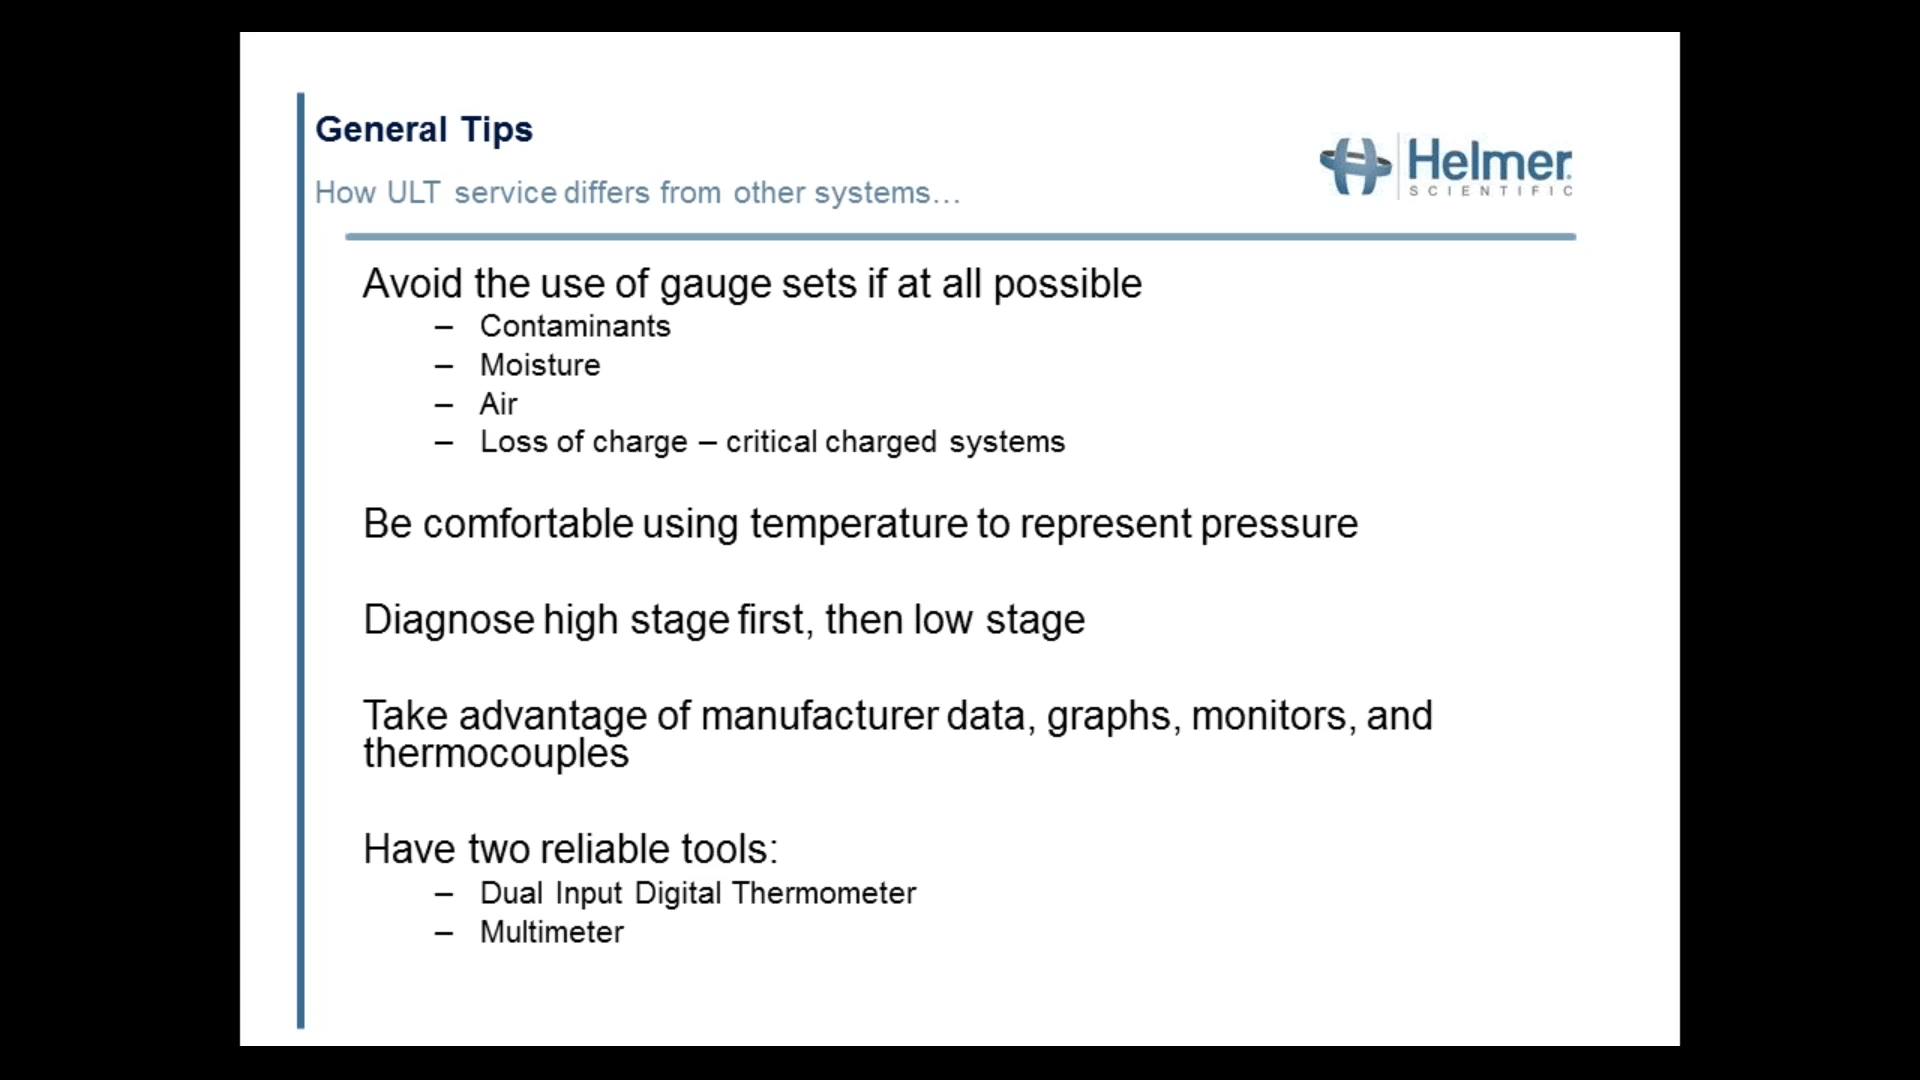 General Tips
How ULT service differs from other systems...
Helmer
SCIENTIFIC
Avoid the use of gauge sets if at all possible
– Contaminants
– Moisture
– Air
– Loss of charge – critical charged systems
Be comfortable using temperature to represent pressure
Diagnose high stage first, then low stage
Take advantage of manufacturer data, graphs, monitors, and
thermocouples
Have two reliable tools:
– Dual Input Digital Thermometer
– Multimeter